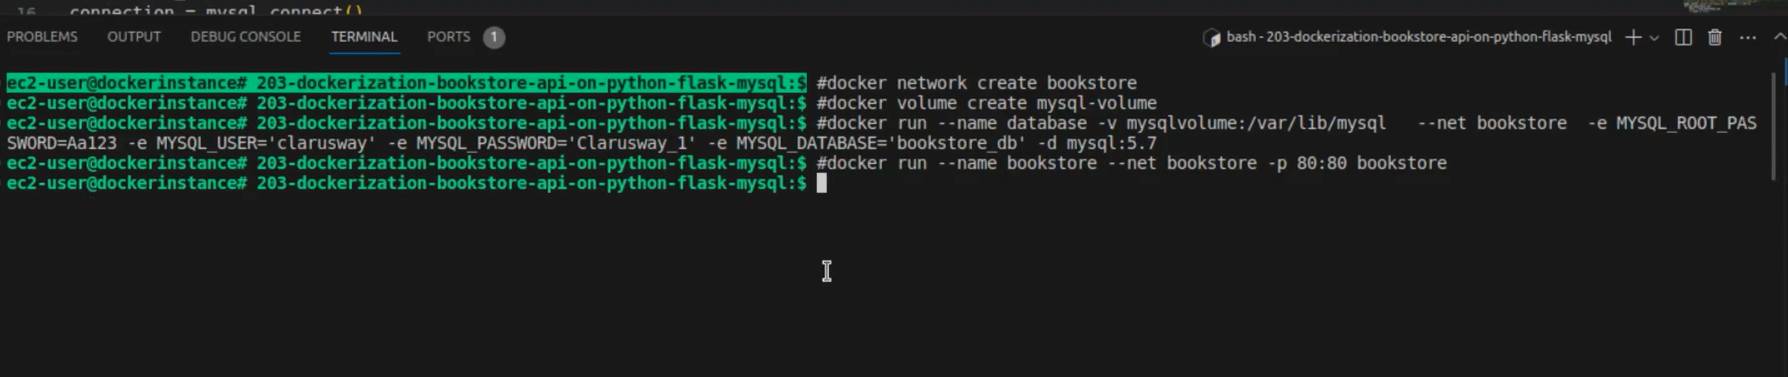 16 connection = mysql.connect()
PROBLEMS OUTPUT DEBUG CONSOLE TERMINAL PORTS 1 bash - 203-dockerization-bookstore-api-on-python-flask-mysql
ec2-user@dockerinstance# 203-dockerization-bookstore-api-on-python-flask-mysql:$ #docker network create bookstore
ec2-user@dockerinstance# 203-dockerization-bookstore-api-on-python-flask-mysql:$ #docker volume create mysql-volume
ec2-user@dockerinstance# 203-dockerization-bookstore-api-on-python-flask-mysql:$ #docker run --name database -v mysqlvolume:/var/lib/mysql --net bookstore -e MYSQL_ROOT_PAS
SWORD=Aa123 -e MYSQL_USER='clarusway' -e MYSQL_PASSWORD='Clarusway_1' -e MYSQL_DATABASE='bookstore_db' -d mysql:5.7
ec2-user@dockerinstance# 203-dockerization-bookstore-api-on-python-flask-mysql:$ #docker run --name bookstore --net bookstore -p 80:80 bookstore
ec2-user@dockerinstance# 203-dockerization-bookstore-api-on-python-flask-mysql:$